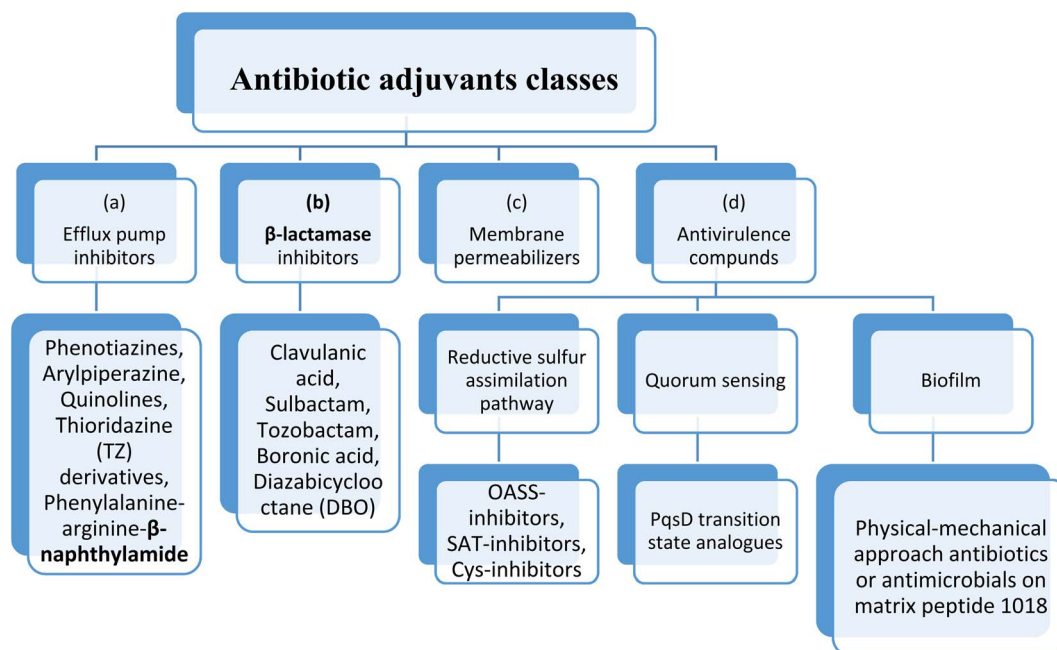 Antibiotic adjuvants classes
(a)
Efflux pump
inhibitors
(b)
β-lactamase
inhibitors
(c)
Membrane
permeabilizers
(d)
Antivirulence
compunds
Phenotiazines,
Arylpiperazine,
Quinolines,
Thioridazine
(TZ)
derivatives,
Phenylalanine-
arginine-β-
naphthylamide
Clavulanic
acid,
Sulbactam,
Tozobactam,
Boronic acid,
Diazabicycloo
ctane (DBO)
Reductive sulfur
assimilation
pathway
Quorum sensing
Biofilm
OASS-
inhibitors,
SAT-inhibitors,
Cys-inhibitors
PqsD transition
state analogues
Physical-mechanical
approach antibiotics
or antimicrobials on
matrix peptide 1018